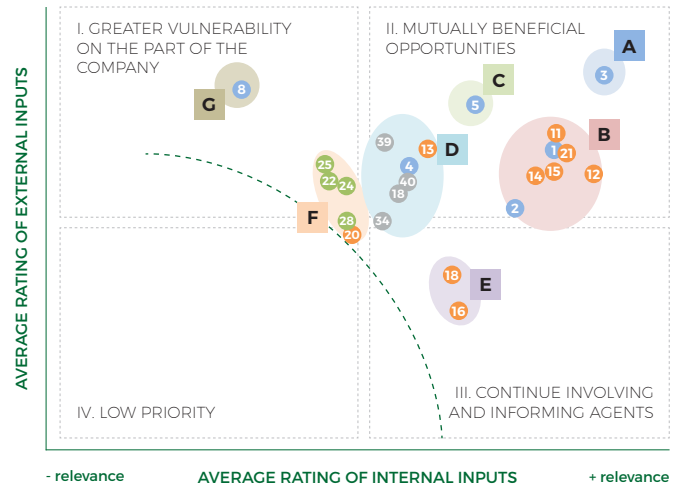 I. GREATER VULNERABILITY
ON THE PART OF THE
COMPANY
II. MUTUALLY BENEFICIAL
OPPORTUNITIES
A
3
C
5
G
8
B
11
1
21
14
15
12
2
D
39
13
4
40
18
34
F
25
22
24
28
20
E
18
16
IV. LOW PRIORITY
III. CONTINUE INVOLVING
AND INFORMING AGENTS
AVERAGE RATING OF EXTERNAL INPUTS
- relevance
AVERAGE RATING OF INTERNAL INPUTS
+ relevance